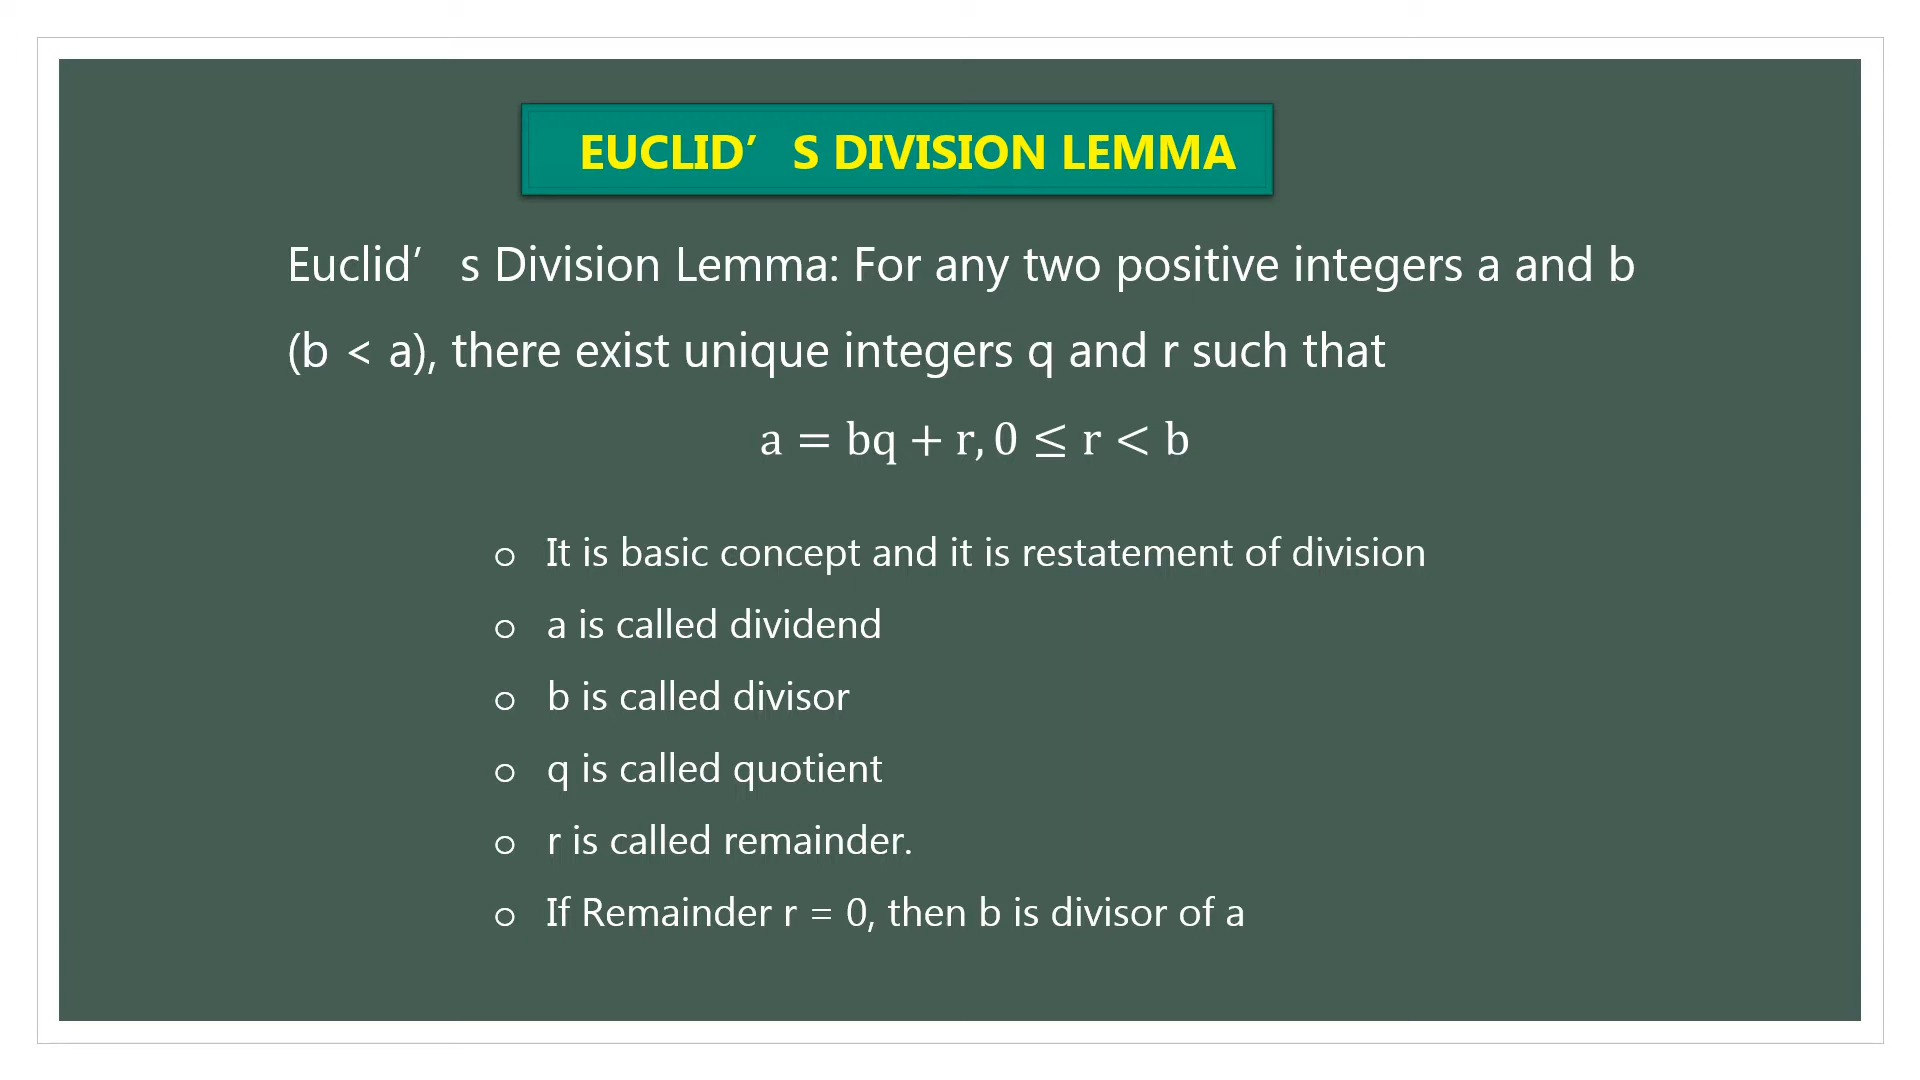 EUCLID’ S DIVISION LEMMA
Euclid’ s Division Lemma: For any two positive integers a and b
(b < a), there exist unique integers q and r such that
a = bq + r, 0 ≤ r < b
o It is basic concept and it is restatement of division
o a is called dividend
o b is called divisor
o q is called quotient
o r is called remainder.
o If Remainder r = 0, then b is divisor of a